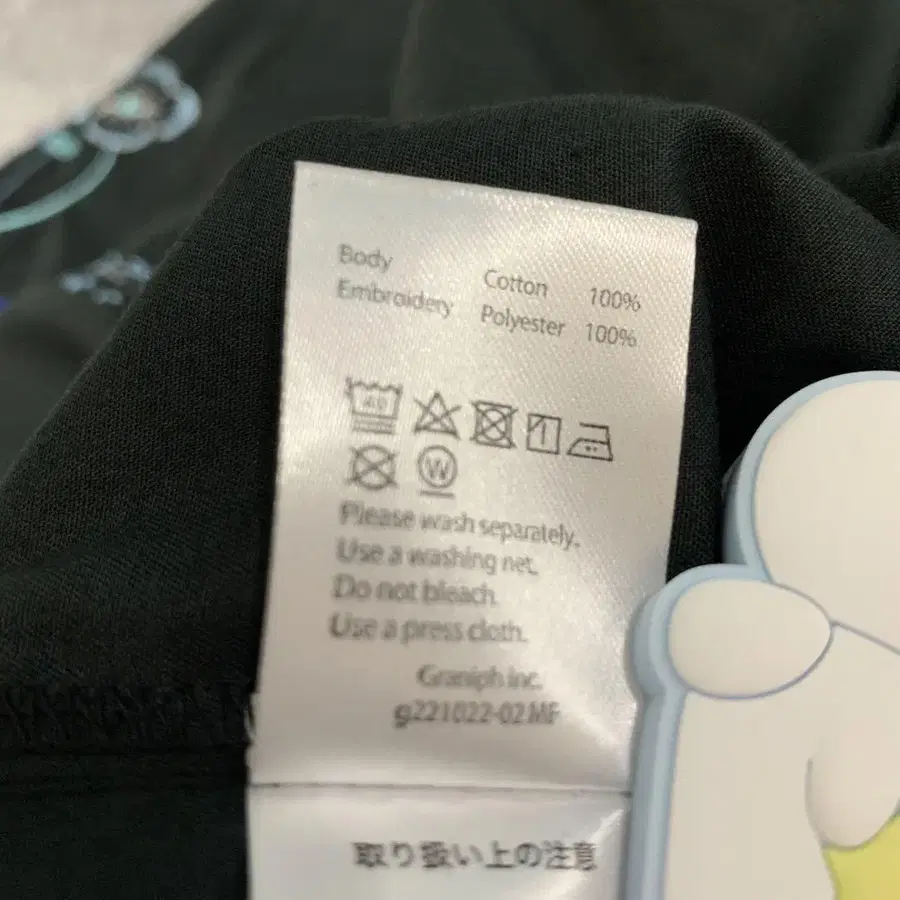 Body Cotton 100%
Embroidery Polyester 100%
40
W
Please wash separately.
Use a washing net.
Do not bleach.
Use a press cloth.
Graniph inc.
g221022-02MF
取り扱い上の注意